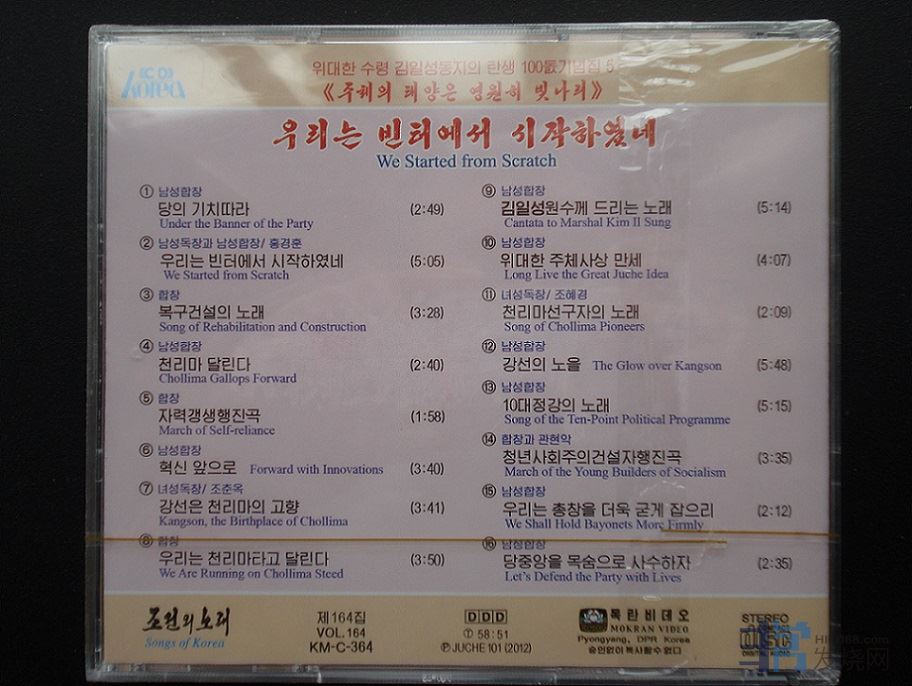 CD
Korea
위대한 수령 김일성동지의 탄생 100돐기념집 5
《주체의 태양은 영원히 빛나리》
우리는 빈터에서 시작하였네
We Started from Scratch
① 남성합창
당의 기치따라 (2:49)
Under the Banner of the Party
② 남성독창과 남성합창/ 홍경훈
우리는 빈터에서 시작하였네 (5:05)
We Started from Scratch
③ 합창
복구건설의 노래 (3:28)
Song of Rehabilitation and Construction
④ 남성합창
천리마 달린다 (2:40)
Chollima Gallops Forward
⑤ 합창
자력갱생행진곡 (1:58)
March of Self-reliance
⑥ 남성합창
혁신 앞으로 Forward with Innovations (3:40)
⑦ 녀성독창/ 조춘옥
강선은 천리마의 고향 (3:41)
Kangson, the Birthplace of Chollima
⑧ 합창
우리는 천리마타고 달린다 (3:50)
We Are Running on Chollima Steed
⑨ 남성합창
김일성원수께 드리는 노래 (5:14)
Cantata to Marshal Kim Il Sung
⑩ 남성합창
위대한 주체사상 만세 (4:07)
Long Live the Great Juche Idea
⑪ 녀성독창/ 조혜경
천리마선구자의 노래 (2:09)
Song of Chollima Pioneers
⑫ 남성합창
강선의 노을 The Glow over Kangson (5:48)
⑬ 남성합창
10대정강의 노래 (5:15)
Song of the Ten-Point Political Programme
⑭ 합창과 관현악
청년사회주의건설자행진곡 (3:35)
March of the Young Builders of Socialism
⑮ 남성합창
우리는 총창을 더욱 굳게 잡으리 (2:12)
We Shall Hold Bayonets More Firmly
⑯ 남성합창
당중앙을 목숨으로 사수하자 (2:35)
Let's Defend the Party with Lives
조선의 노래
Songs of Korea
제164집
VOL. 164
KM-C-364
DDD
Ⓣ 58:51
Ⓟ JUCHE 101 (2012)
목란비데오
MOKRAN VIDEO
Pyongyang, DPR Korea
승인없이복사할수 없다
STEREO
disc
DIGITAL AUDIO
发烧网